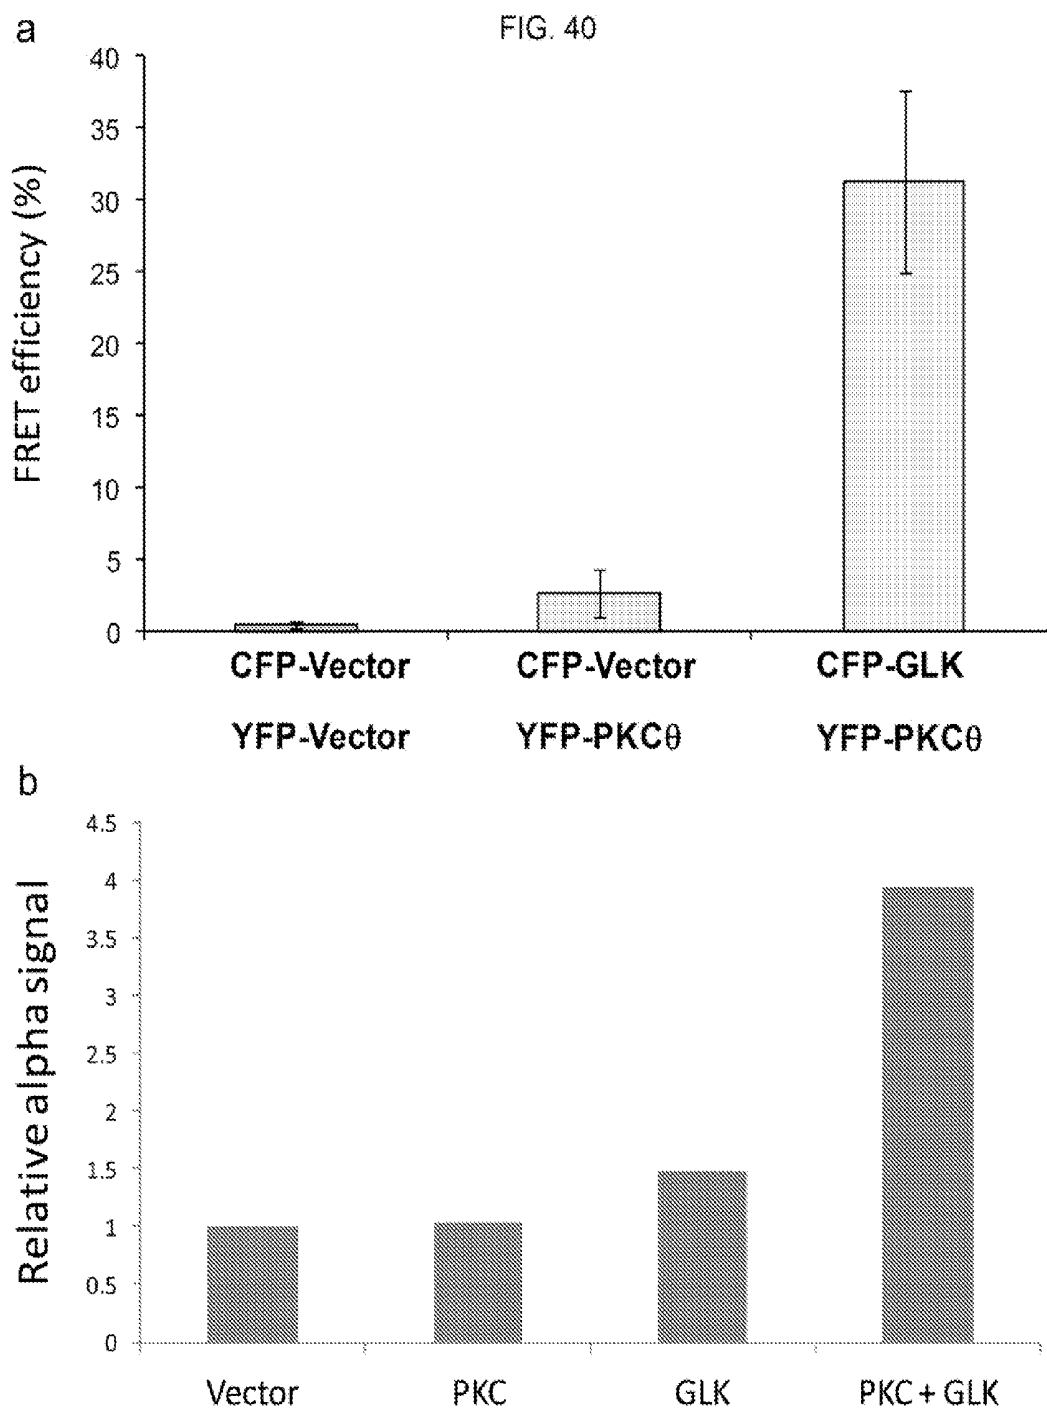 a
FIG. 40
FRET efficiency (%)
40
35
30
25
20
15
10
5
0
CFP-Vector CFP-Vector CFP-GLK
YFP-Vector YFP-PKCθ YFP-PKCθ
b
Relative alpha signal
4.5
4
3.5
3
2.5
2
1.5
1
0.5
0
Vector PKC GLK PKC + GLK